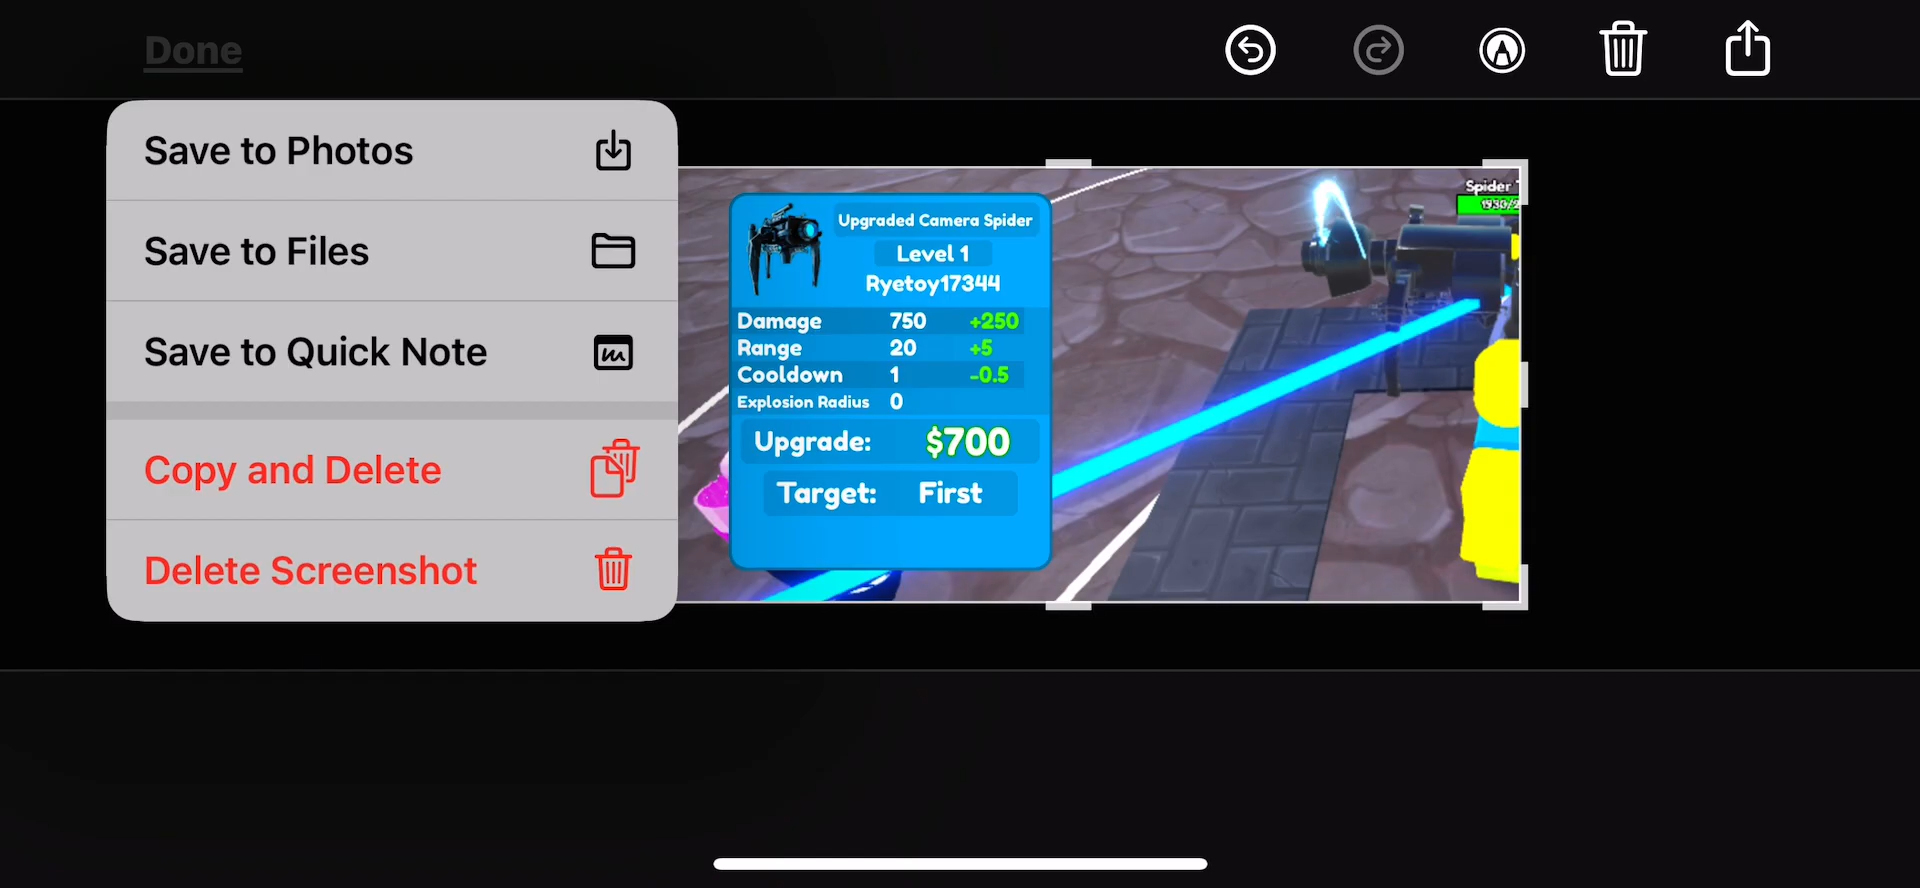 Done
Save to Photos
Save to Files
Save to Quick Note
Copy and Delete
Delete Screenshot
Upgraded Camera Spider
Level 1
Ryetoy17344
Damage 750 +250
Range 20 +5
Cooldown 1 -0.5
Explosion Radius 0
Upgrade: $700
Target: First
Spider